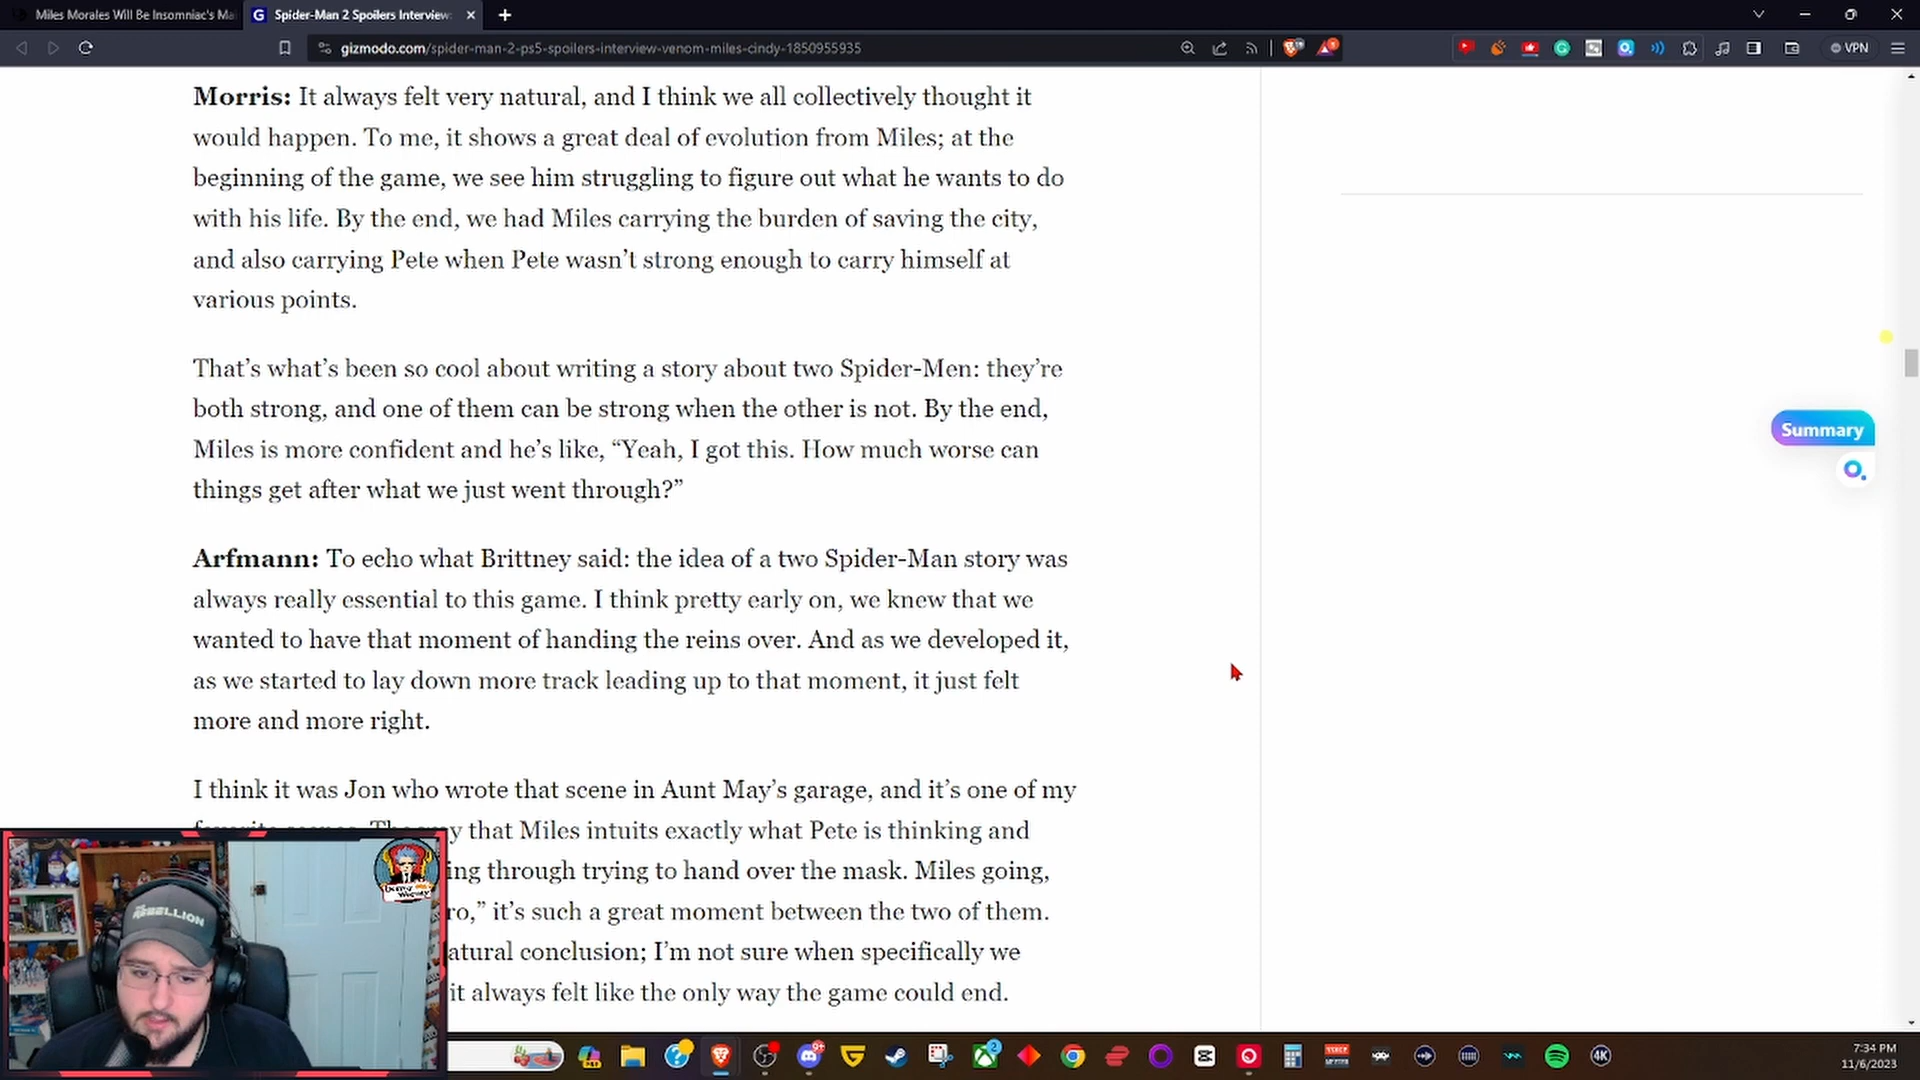 Miles Morales Will Be Insomniac's Ma
G Spider-Man 2 Spoilers Interview:
gizmodo.com/spider-man-2-ps5-spoilers-interview-venom-miles-cindy-1850955935
VPN
Morris: It always felt very natural, and I think we all collectively thought it
would happen. To me, it shows a great deal of evolution from Miles; at the
beginning of the game, we see him struggling to figure out what he wants to do
with his life. By the end, we had Miles carrying the burden of saving the city,
and also carrying Pete when Pete wasn’t strong enough to carry himself at
various points.
That’s what’s been so cool about writing a story about two Spider-Men: they’re
both strong, and one of them can be strong when the other is not. By the end,
Miles is more confident and he’s like, “Yeah, I got this. How much worse can
things get after what we just went through?”
Summary
Arfmann: To echo what Brittney said: the idea of a two Spider-Man story was
always really essential to this game. I think pretty early on, we knew that we
wanted to have that moment of handing the reins over. And as we developed it,
as we started to lay down more track leading up to that moment, it just felt
more and more right.
I think it was Jon who wrote that scene in Aunt May’s garage, and it’s one of my
that Miles intuits exactly what Pete is thinking and
ing through trying to hand over the mask. Miles going,
ro,” it’s such a great moment between the two of them.
atural conclusion; I’m not sure when specifically we
it always felt like the only way the game could end.
REBELLION
4K
7:34 PM
11/6/2023